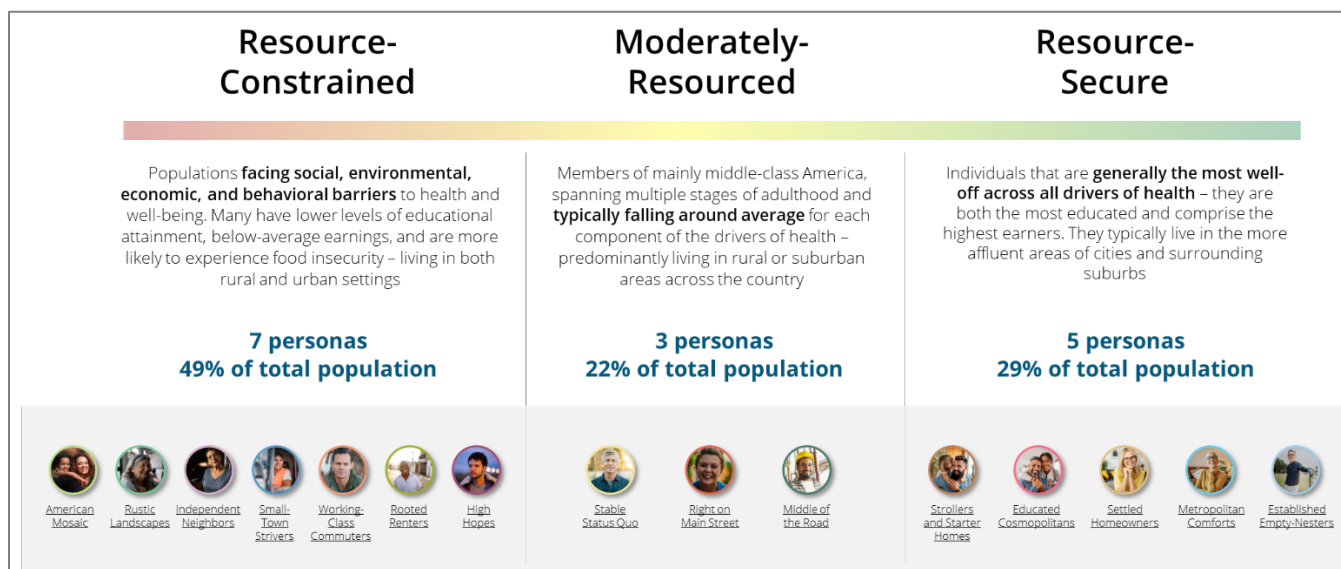 Resource-
Constrained
Populations facing social, environmental,
economic, and behavioral barriers to health and
well-being. Many have lower levels of educational
attainment, below-average earnings, and are more
likely to experience food insecurity – living in both
rural and urban settings
7 personas
49% of total population
American
Mosaic
Rustic
Landscapes
Independent
Neighbors
Small-
Town
Strivers
Working-
Class
Commuters
Rooted
Renters
High
Hopes
Moderately-
Resourced
Members of mainly middle-class America,
spanning multiple stages of adulthood and
typically falling around average for each
component of the drivers of health –
predominantly living in rural or suburban
areas across the country
3 personas
22% of total population
Stable
Status Quo
Right on
Main Street
Middle of
the Road
Resource-
Secure
Individuals that are generally the most well-
off across all drivers of health – they are
both the most educated and comprise the
highest earners. They typically live in the more
affluent areas of cities and surrounding
suburbs
5 personas
29% of total population
Strollers
and Starter
Homes
Educated
Cosmopolitans
Settled
Homeowners
Metropolitan
Comforts
Established
Empty-Nesters